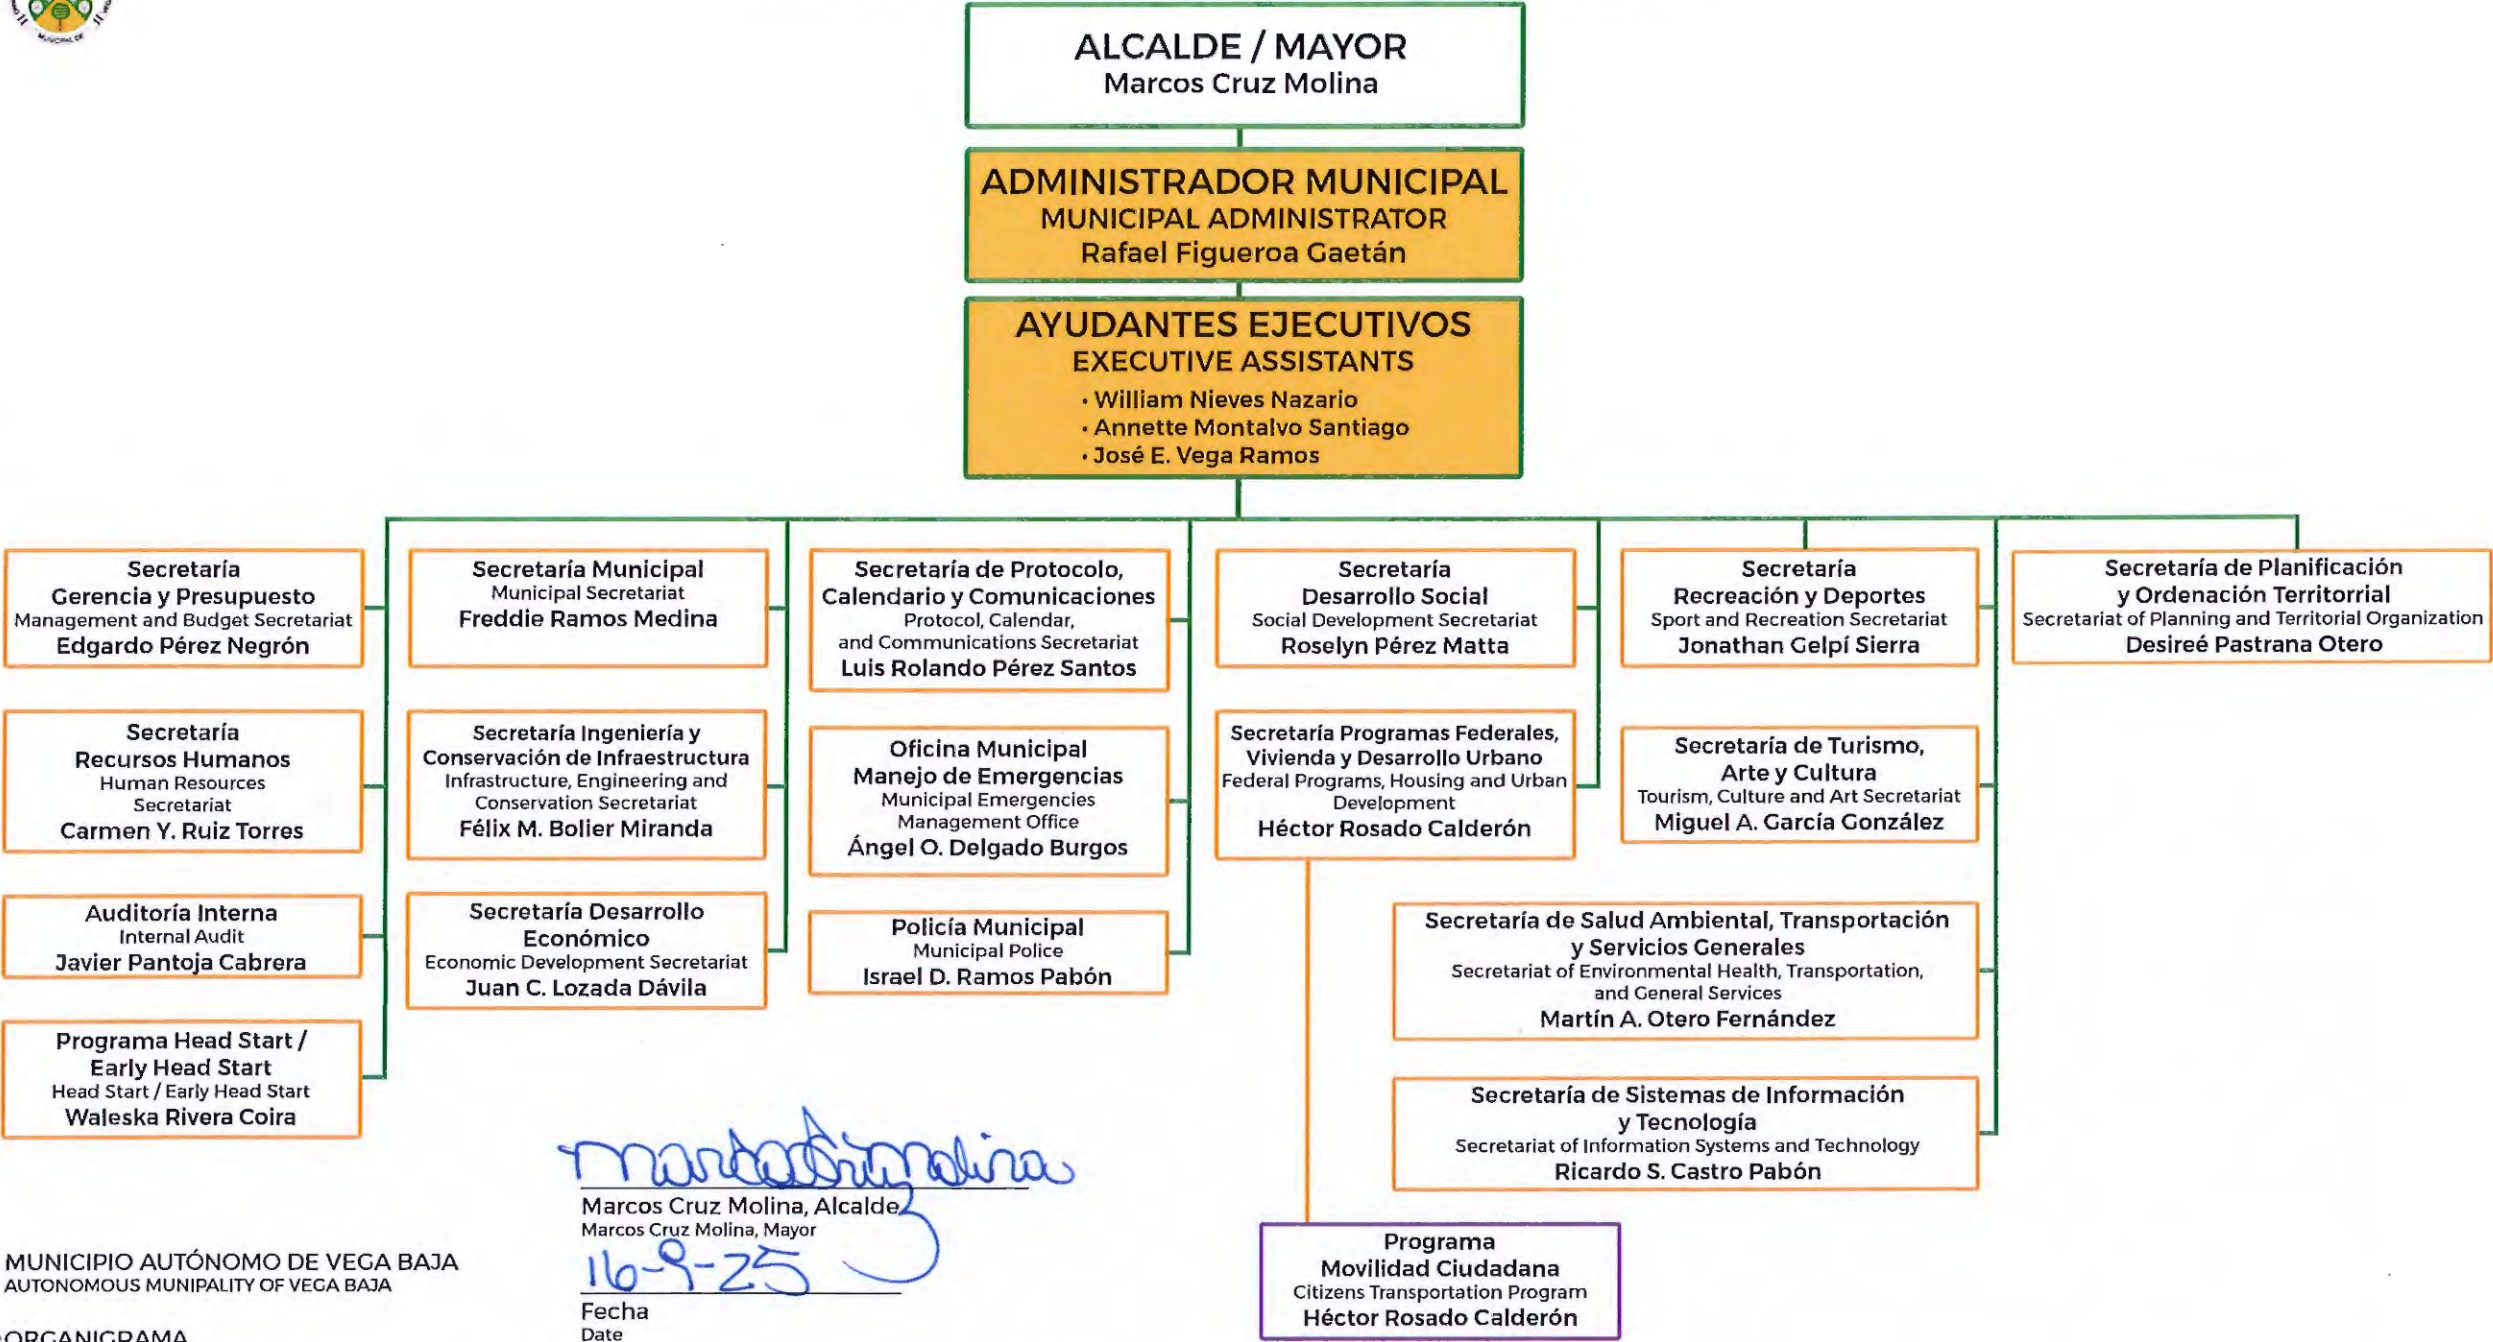 MUNICIPAL DE
ALCALDE / MAYOR
Marcos Cruz Molina
ADMINISTRADOR MUNICIPAL
MUNICIPAL ADMINISTRATOR
Rafael Figueroa Gaetán
AYUDANTES EJECUTIVOS
EXECUTIVE ASSISTANTS
• William Nieves Nazario
• Annette Montalvo Santiago
• José E. Vega Ramos
Secretaría
Gerencia y Presupuesto
Management and Budget Secretariat
Edgardo Pérez Negrón
Secretaría Municipal
Municipal Secretariat
Freddie Ramos Medina
Secretaría de Protocolo,
Calendario y Comunicaciones
Protocol, Calendar,
and Communications Secretariat
Luis Rolando Pérez Santos
Secretaría
Desarrollo Social
Social Development Secretariat
Roselyn Pérez Matta
Secretaría
Recreación y Deportes
Sport and Recreation Secretariat
Jonathan Gelpí Sierra
Secretaría de Planificación
y Ordenación Territorrial
Secretariat of Planning and Territorial Organization
Desireé Pastrana Otero
Secretaría
Recursos Humanos
Human Resources
Secretariat
Carmen Y. Ruiz Torres
Secretaría Ingeniería y
Conservación de Infraestructura
Infrastructure, Engineering and
Conservation Secretariat
Félix M. Bolier Miranda
Oficina Municipal
Manejo de Emergencias
Municipal Emergencies
Management Office
Ángel O. Delgado Burgos
Secretaría Programas Federales,
Vivienda y Desarrollo Urbano
Federal Programs, Housing and Urban
Development
Héctor Rosado Calderón
Secretaría de Turismo,
Arte y Cultura
Tourism, Culture and Art Secretariat
Miguel A. García González
Auditoría Interna
Internal Audit
Javier Pantoja Cabrera
Secretaría Desarrollo
Económico
Economic Development Secretariat
Juan C. Lozada Dávila
Policía Municipal
Municipal Police
Israel D. Ramos Pabón
Secretaría de Salud Ambiental, Transportación
y Servicios Generales
Secretariat of Environmental Health, Transportation,
and General Services
Martín A. Otero Fernández
Programa Head Start /
Early Head Start
Head Start / Early Head Start
Waleska Rivera Coira
Secretaría de Sistemas de Información
y Tecnología
Secretariat of Information Systems and Technology
Ricardo S. Castro Pabón
Marcos Cruz Molina, Alcalde
Marcos Cruz Molina, Mayor
16-9-25
Fecha
Date
Programa
Movilidad Ciudadana
Citizens Transportation Program
Héctor Rosado Calderón
MUNICIPIO AUTÓNOMO DE VEGA BAJA
AUTONOMOUS MUNIPALITY OF VEGA BAJA
ORGANIGRAMA